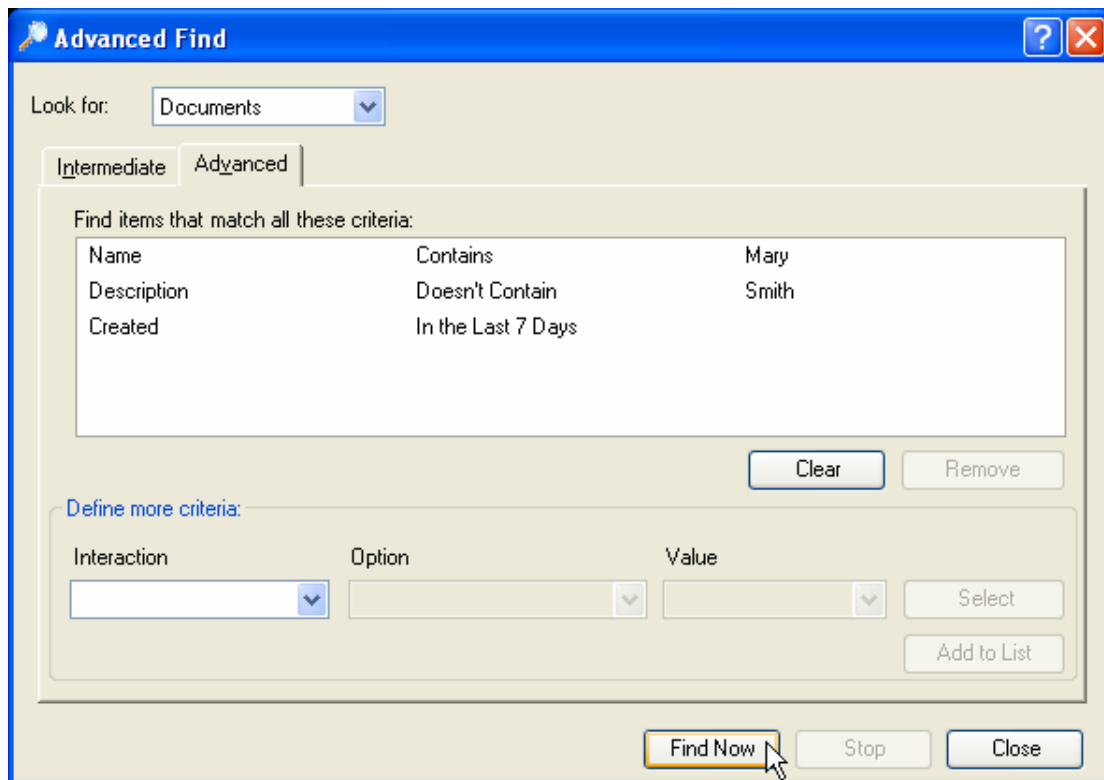 Advanced Find
Look for: Documents
Intermediate Advanced
Find items that match all these criteria:
Name Contains Mary
Description Doesn't Contain Smith
Created In the Last 7 Days
Clear Remove
Define more criteria:
Interaction Option Value
Select
Add to List
Find Now Stop Close